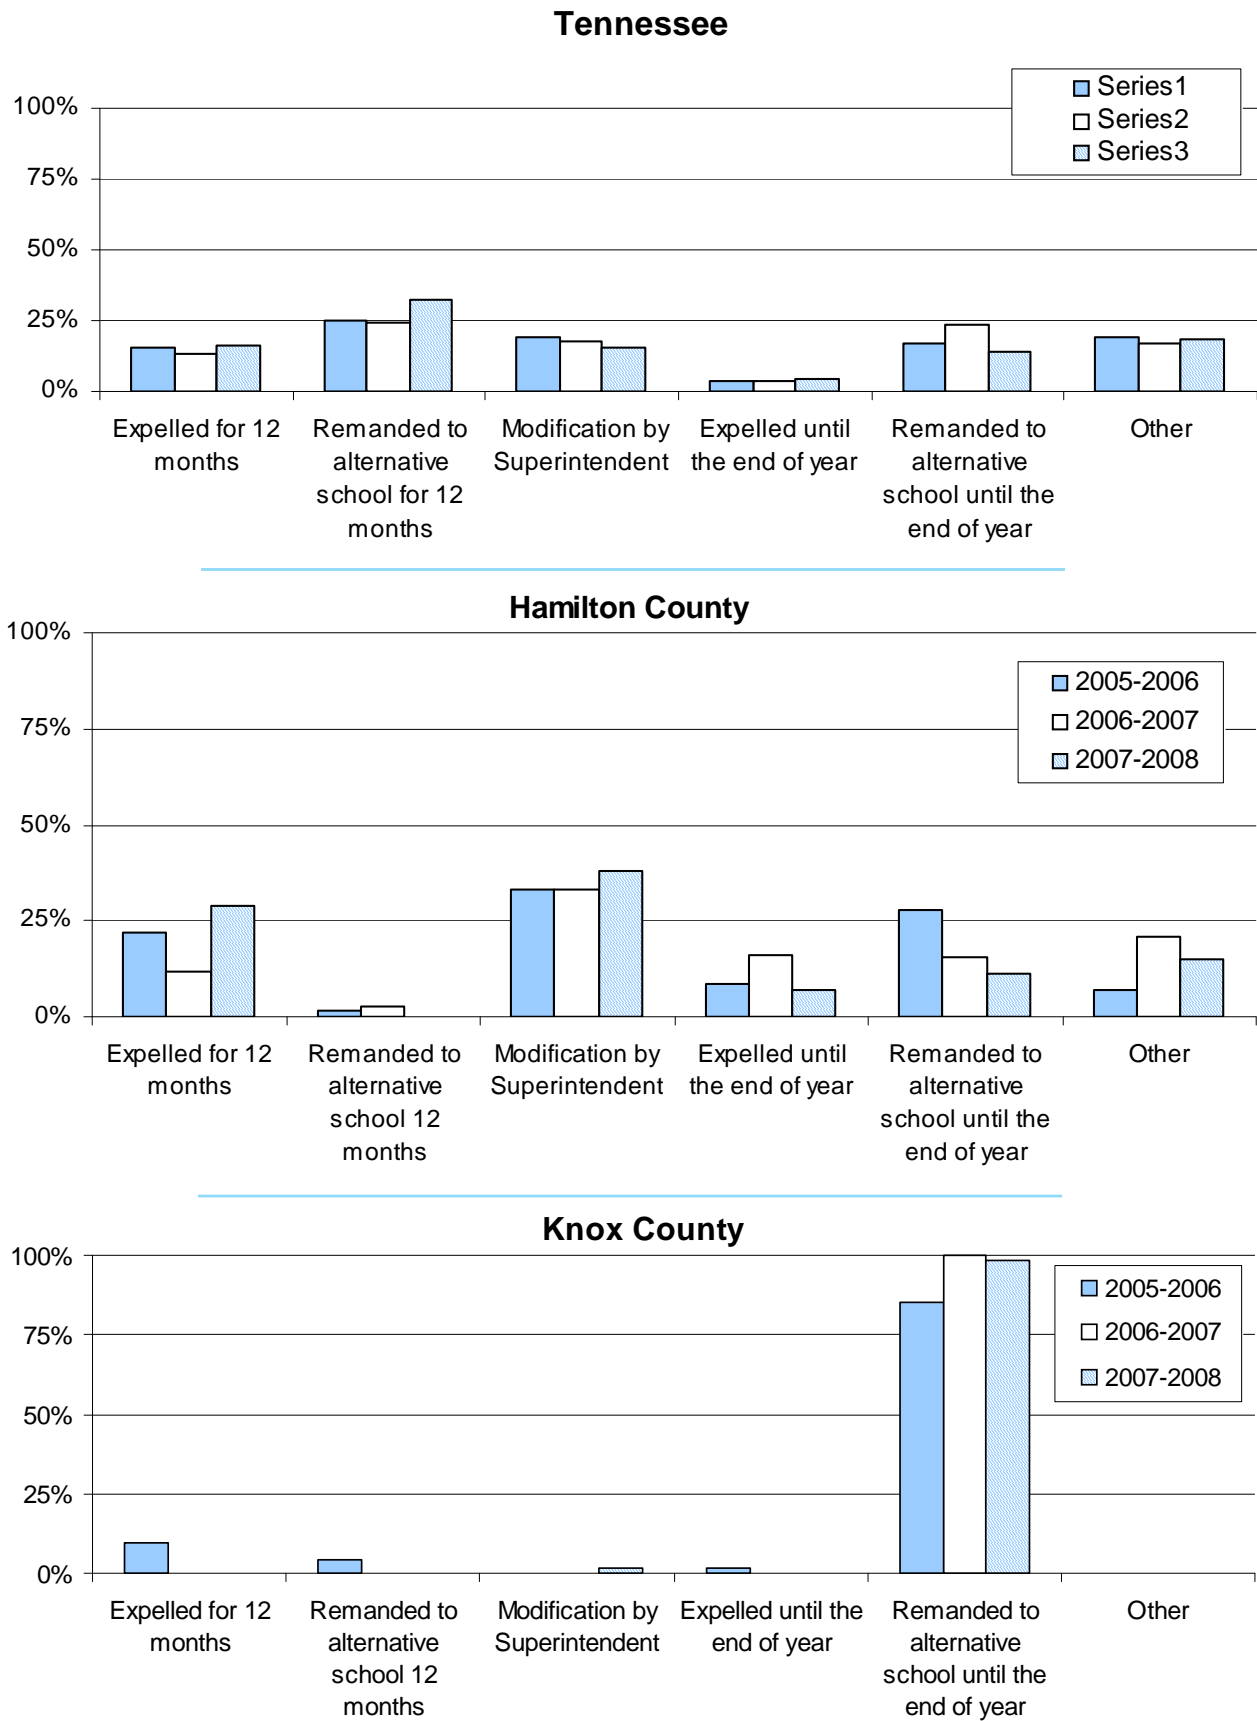 Tennessee
Series1
Series2
Series3
100%
75%
50%
25%
0%
Expelled for 12
months
Remanded to
alternative
school for 12
months
Modification by
Superintendent
Expelled until
the end of year
Remanded to
alternative
school until the
end of year
Other
Hamilton County
2005-2006
2006-2007
2007-2008
100%
75%
50%
25%
0%
Expelled for 12
months
Remanded to
alternative
school 12
months
Modification by
Superintendent
Expelled until
the end of year
Remanded to
alternative
school until the
end of year
Other
Knox County
2005-2006
2006-2007
2007-2008
100%
75%
50%
25%
0%
Expelled for 12
months
Remanded to
alternative
school 12
months
Modification by
Superintendent
Expelled until the
end of year
Remanded to
alternative
school until the
end of year
Other